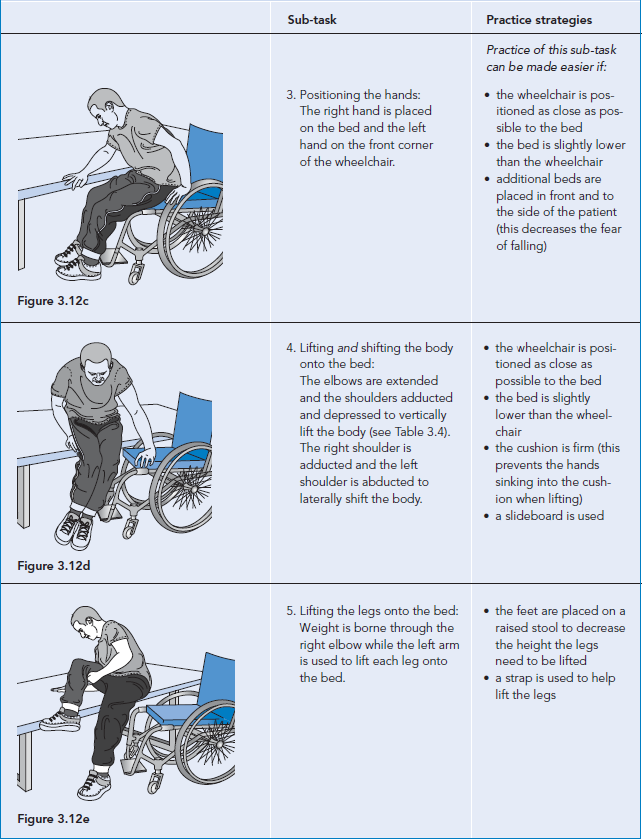 Sub-task
Practice strategies
Practice of this sub-task
can be made easier if:
3. Positioning the hands:
The right hand is placed
on the bed and the left
hand on the front corner
of the wheelchair.
• the wheelchair is pos-
itioned as close as pos-
sible to the bed
• the bed is slightly lower
than the wheelchair
• additional beds are
placed in front and to
the side of the patient
(this decreases the fear
of falling)
Figure 3.12c
4. Lifting and shifting the body
onto the bed:
The elbows are extended
and the shoulders adducted
and depressed to vertically
lift the body (see Table 3.4).
The right shoulder is
adducted and the left
shoulder is abducted to
laterally shift the body.
• the wheelchair is posi-
tioned as close as
possible to the bed
• the bed is slightly
lower than the wheel-
chair
• the cushion is firm (this
prevents the hands
sinking into the cush-
ion when lifting)
• a slideboard is used
Figure 3.12d
5. Lifting the legs onto the bed:
Weight is borne through the
right elbow while the left arm
is used to lift each leg onto
the bed.
• the feet are placed on a
raised stool to decrease
the height the legs
need to be lifted
• a strap is used to help
lift the legs
Figure 3.12e